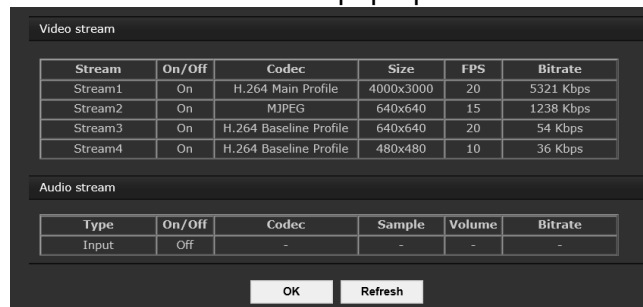 Video stream
Stream On/Off Codec Size FPS Bitrate
Stream1 On H.264 Main Profile 4000x3000 20 5321 Kbps
Stream2 On MJPEG 640x640 15 1238 Kbps
Stream3 On H.264 Baseline Profile 640x640 20 54 Kbps
Stream4 On H.264 Baseline Profile 480x480 10 36 Kbps
Audio stream
Type On/Off Codec Sample Volume Bitrate
Input Off - - - -
OK Refresh